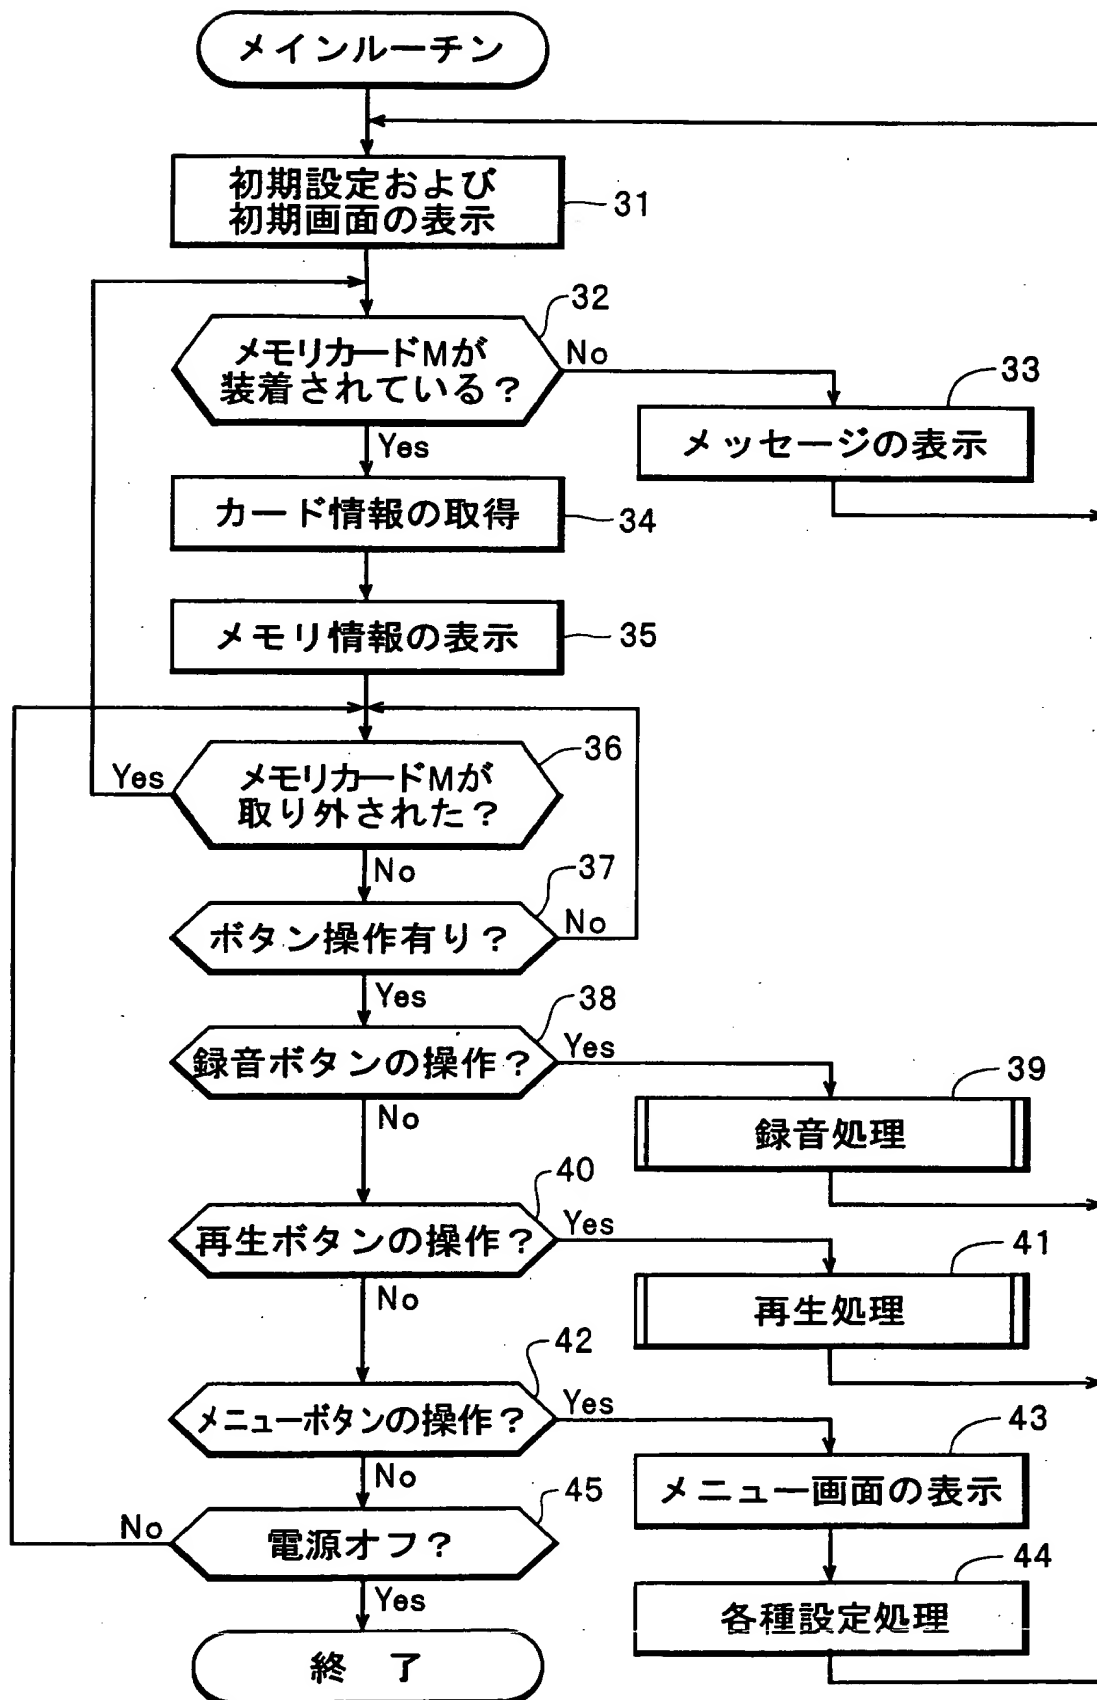 メインルーチン
初期設定および
初期画面の表示
31
32
メモリカードMが
装着されている？
No
33
メッセージの表示
Yes
カード情報の取得
34
メモリ情報の表示
35
36
Yes
メモリカードMが
取り外された？
No
37
ボタン操作有り？
No
Yes
38
録音ボタンの操作？
Yes
39
録音処理
No
40
再生ボタンの操作？
Yes
41
再生処理
No
42
メニューボタンの操作？
Yes
43
メニュー画面の表示
No
45
No
電源オフ？
44
各種設定処理
Yes
終 了